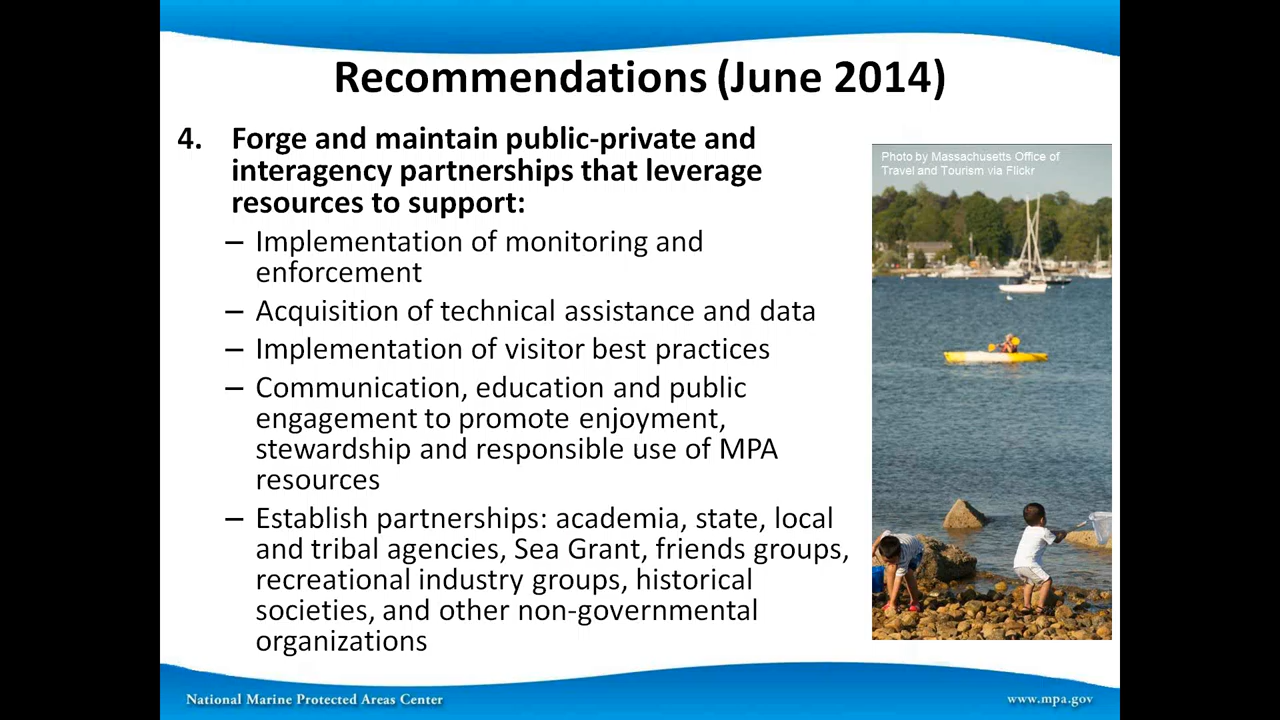 Recommendations (June 2014)
4. Forge and maintain public-private and
interagency partnerships that leverage
resources to support:
– Implementation of monitoring and
enforcement
– Acquisition of technical assistance and data
– Implementation of visitor best practices
– Communication, education and public
engagement to promote enjoyment,
stewardship and responsible use of MPA
resources
– Establish partnerships: academia, state, local
and tribal agencies, Sea Grant, friends groups,
recreational industry groups, historical
societies, and other non-governmental
organizations
Photo by Massachusetts Office of
Travel and Tourism via Flickr
National Marine Protected Areas Center
www.mpa.gov